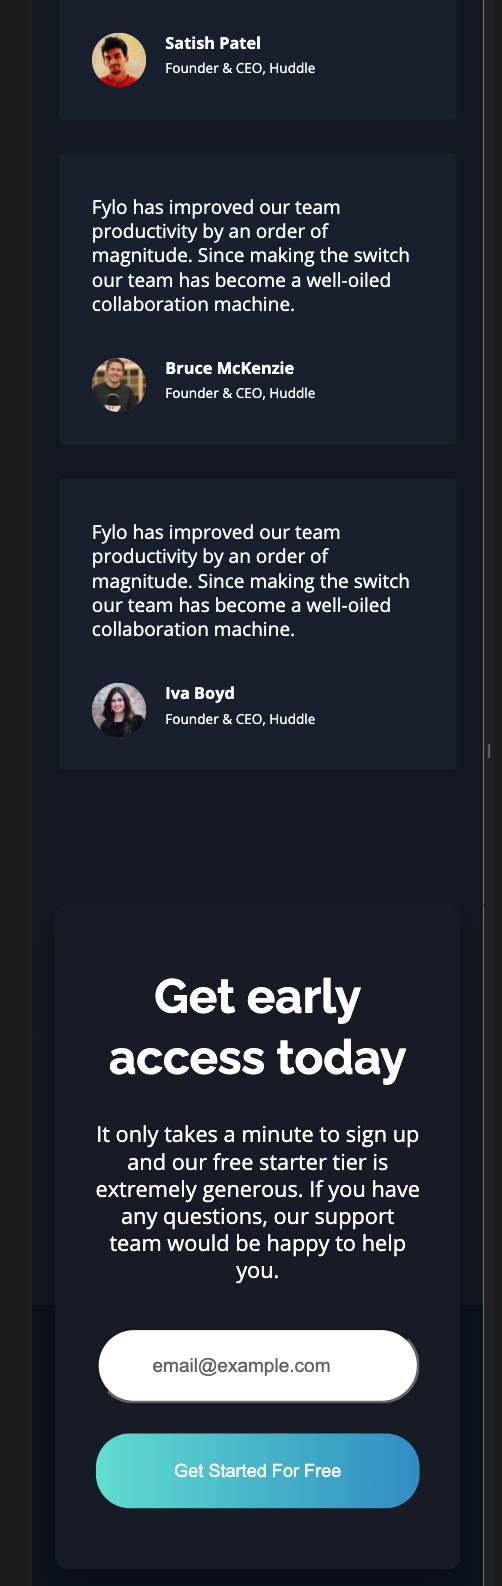 Satish Patel
Founder & CEO, Huddle
Fylo has improved our team
productivity by an order of
magnitude. Since making the switch
our team has become a well-oiled
collaboration machine.
Bruce McKenzie
Founder & CEO, Huddle
Fylo has improved our team
productivity by an order of
magnitude. Since making the switch
our team has become a well-oiled
collaboration machine.
Iva Boyd
Founder & CEO, Huddle
Get early
access today
It only takes a minute to sign up
and our free starter tier is
extremely generous. If you have
any questions, our support
team would be happy to help
you.
email@example.com
Get Started For Free